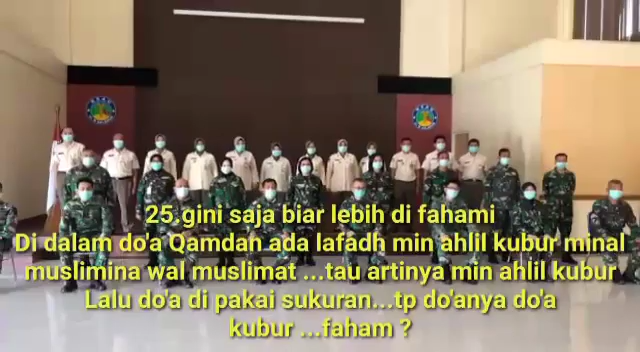 25.gini saja biar lebih di fahami
Di dalam do'a Qamdah ada lafadh min ahlil kubur minal
muslimina wal muslimat ...tau artinya min ahlil kubur
Lalu do'a di pakai sukuran...tp do'anya do'a
kubur ...faham ?